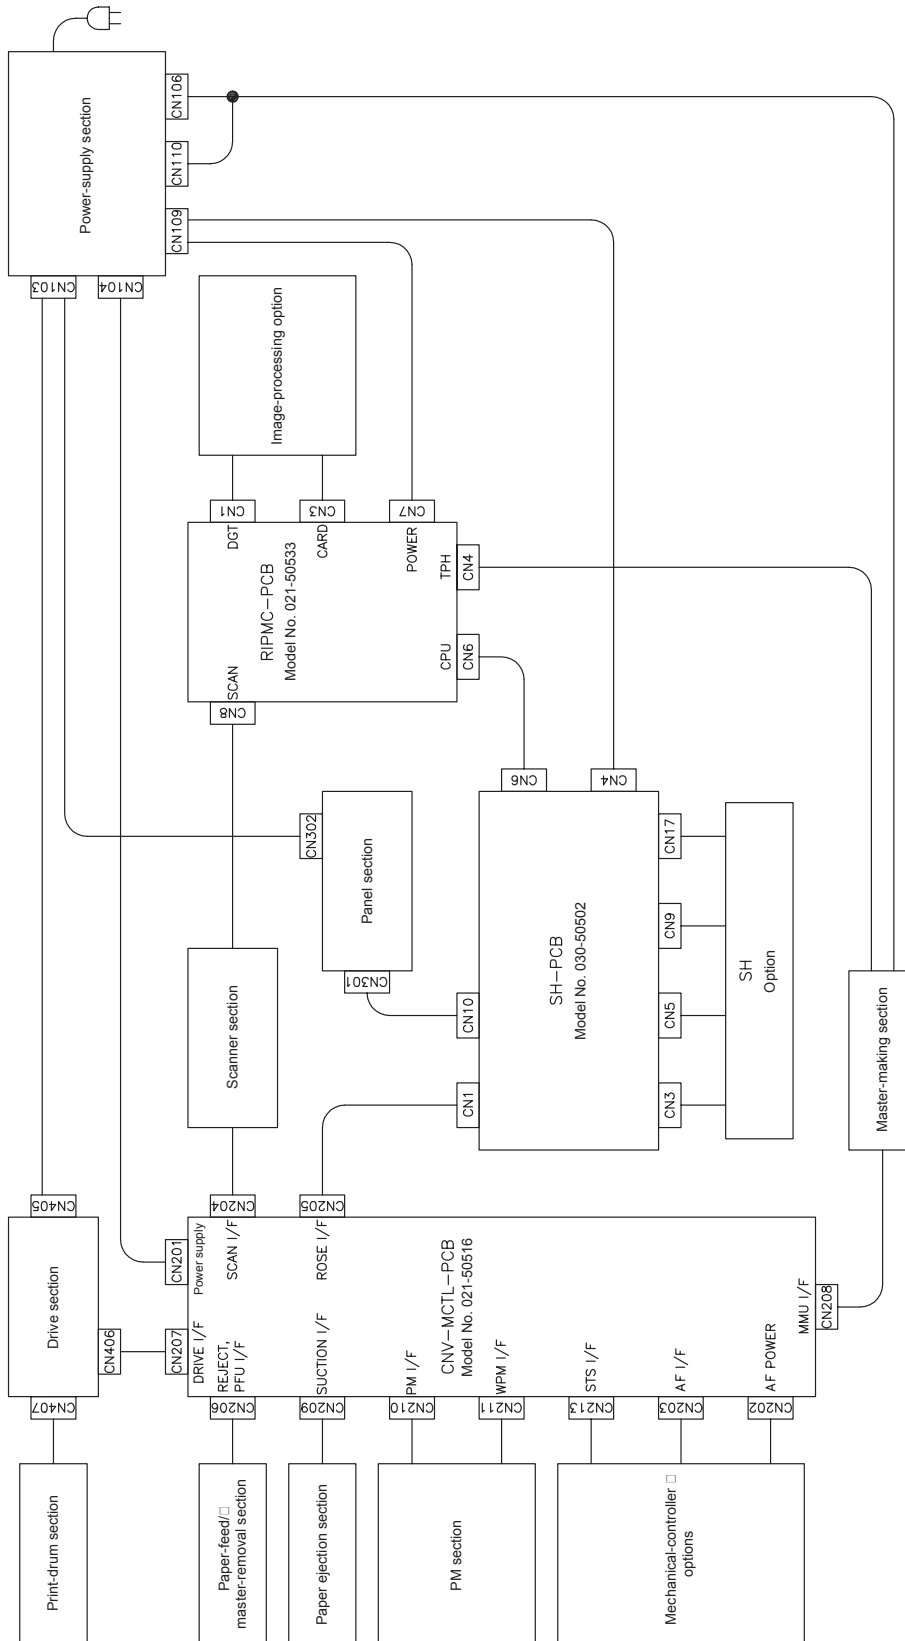 Power-supply section
CN106
CN110
CN109
CN103
CN104
Image-processing option
CN1
CN3
CN7
DGT
CARD
POWER
RIPMC-PCB
Model No. 021-50533
TPH
CN4
CPU
CN6
SCAN
CN8
CN302
Panel section
CN301
CN6
CN4
SH-PCB
Model No. 030-50502
CN10
CN1
CN17
CN9
CN5
CN3
SH
Option
Scanner section
Master-making section
CN405
Drive section
CN406
CN407
CN201
Power supply
CN204
SCAN I/F
CN205
ROSE I/F
CN207
DRIVE I/F
CNV-MCTL-PCB
Model No. 021-50516
MMU I/F
CN208
REJECT,
PFU I/F
CN206
SUCTION I/F
CN209
PM I/F
CN210
WPM I/F
CN211
STS I/F
CN213
AF I/F
CN203
AF POWER
CN202
Print-drum section
Paper-feed/□
master-removal section
Paper ejection section
PM section
Mechanical-controller □
options